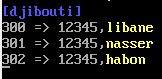 [djibouti]
300 => 12345,libane
301 => 12345,nasser
302 => 12345,habon